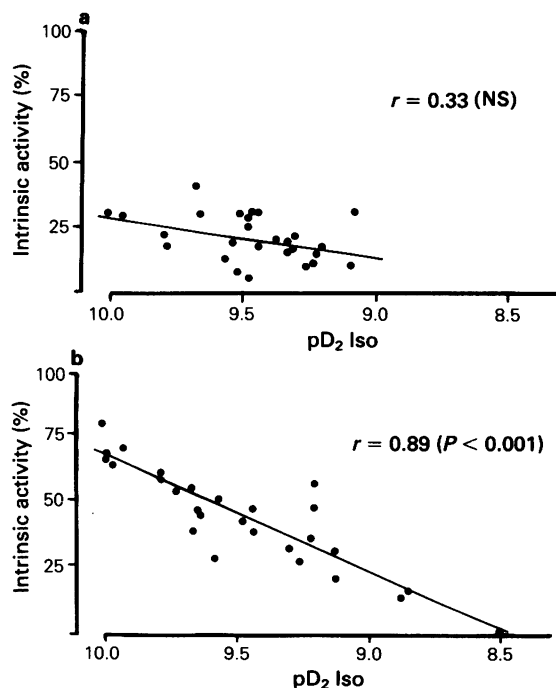 a
100
75
50
25
Intrinsic activity (%)
r = 0.33 (NS)
10.0 9.5 9.0 8.5
pD₂ Iso
b
100
75
50
25
Intrinsic activity (%)
r = 0.89 (P < 0.001)
10.0 9.5 9.0 8.5
pD₂ Iso